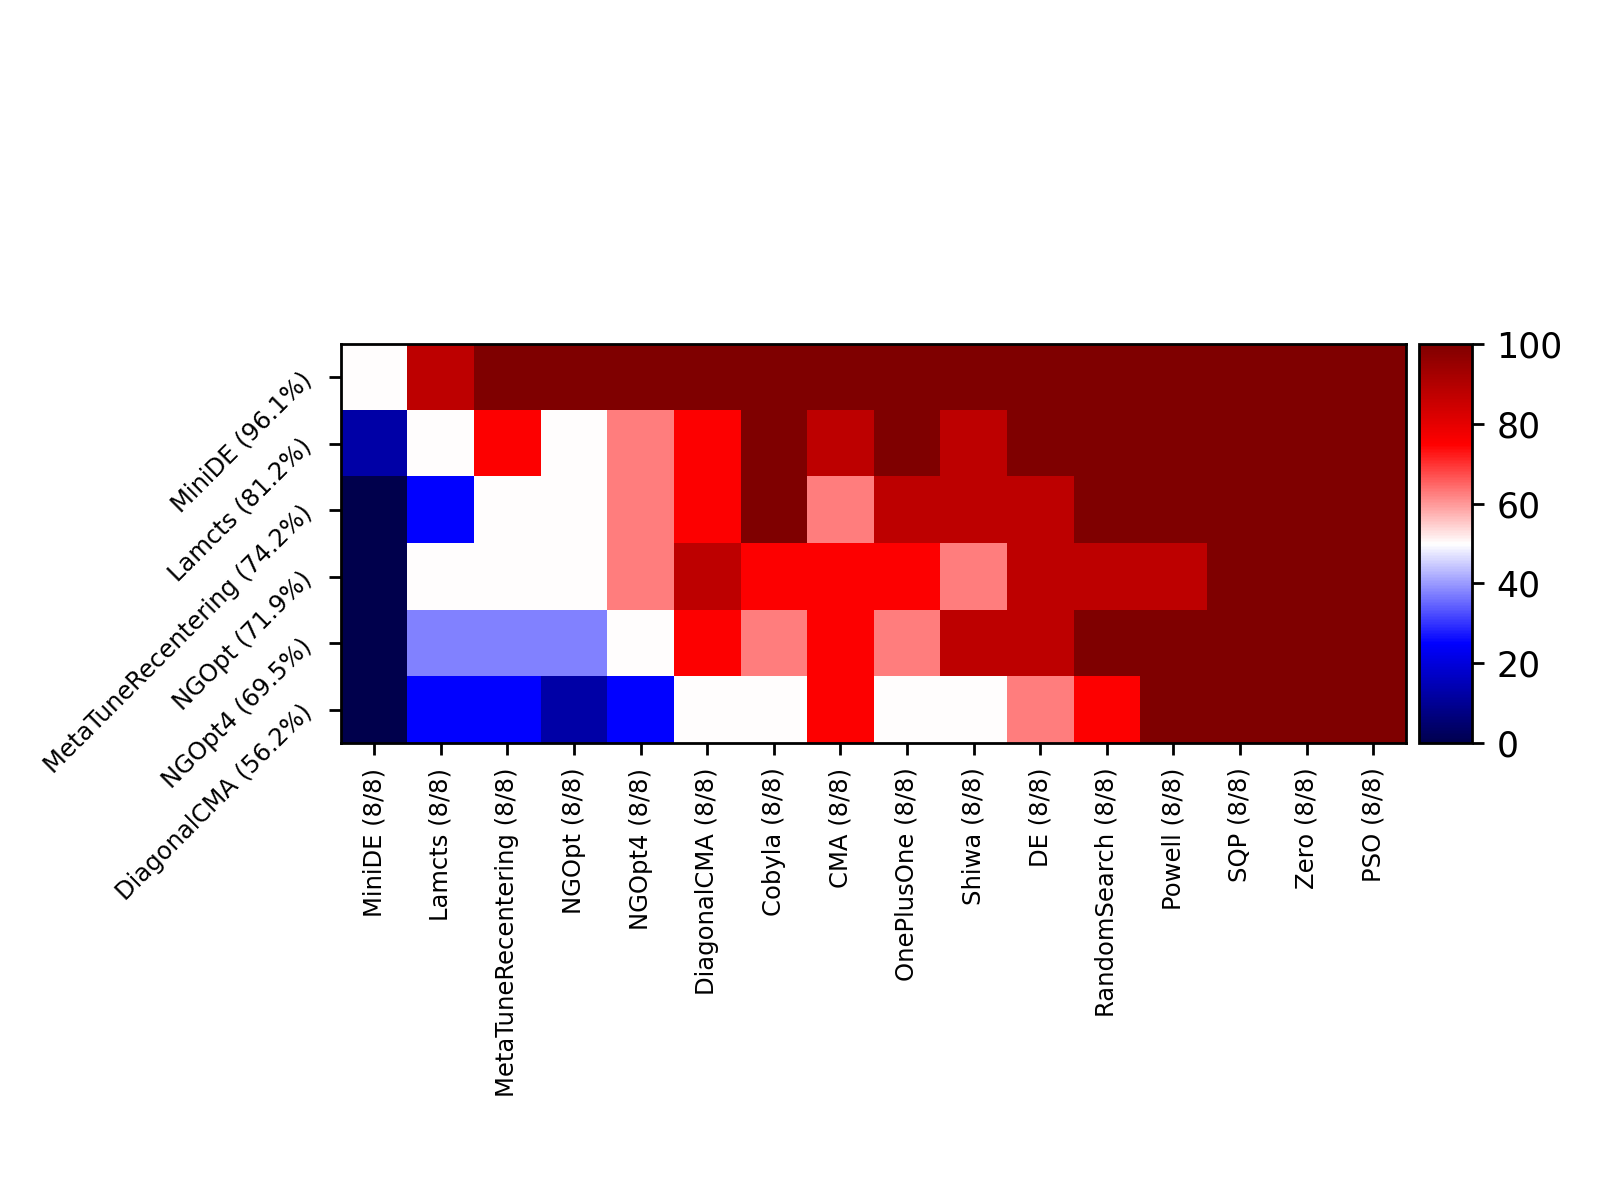 MiniDE (96.1%)
Lamcts (81.2%)
MetaTuneRecentering (74.2%)
NGOpt (71.9%)
NGOpt4 (69.5%)
DiagonalCMA (56.2%)
MiniDE (8/8)
Lamcts (8/8)
MetaTuneRecentering (8/8)
NGOpt (8/8)
NGOpt4 (8/8)
DiagonalCMA (8/8)
Cobyla (8/8)
CMA (8/8)
OnePlusOne (8/8)
Shiwa (8/8)
DE (8/8)
RandomSearch (8/8)
Powell (8/8)
SQP (8/8)
Zero (8/8)
PSO (8/8)
100
80
60
40
20
0